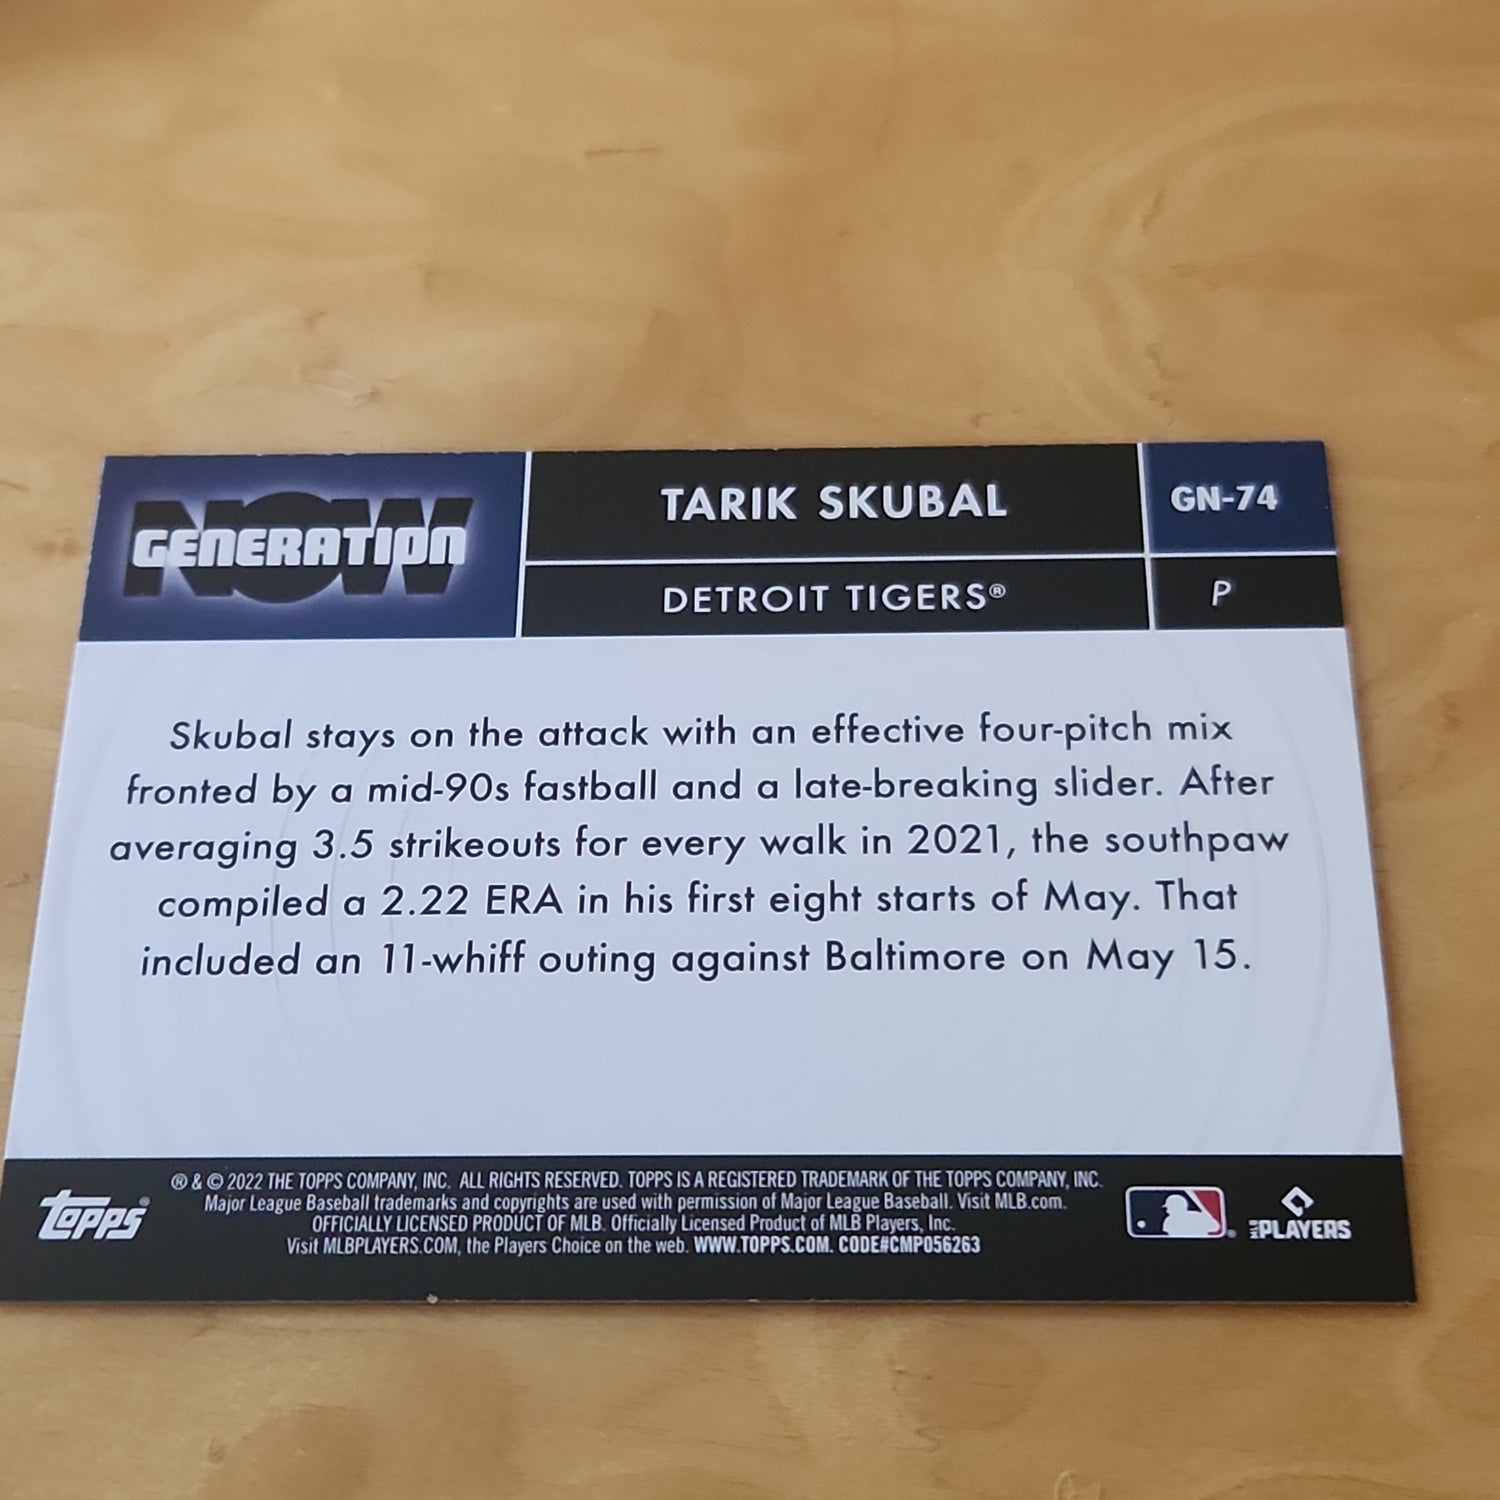 NOW
GENERATION
TARIK SKUBAL
GN-74
DETROIT TIGERS®
P
Skubal stays on the attack with an effective four-pitch mix
fronted by a mid-90s fastball and a late-breaking slider. After
averaging 3.5 strikeouts for every walk in 2021, the southpaw
compiled a 2.22 ERA in his first eight starts of May. That
included an 11-whiff outing against Baltimore on May 15.
® & © 2022 THE TOPPS COMPANY, INC. ALL RIGHTS RESERVED. TOPPS IS A REGISTERED TRADEMARK OF THE TOPPS COMPANY, INC.
Major League Baseball trademarks and copyrights are used with permission of Major League Baseball. Visit MLB.com.
OFFICIALLY LICENSED PRODUCT OF MLB. Officially Licensed Product of MLB Players, Inc.
Visit MLBPLAYERS.COM, the Players Choice on the web. WWW.TOPPS.COM. CODE#CMP056263
Topps®
MLB PLAYERS